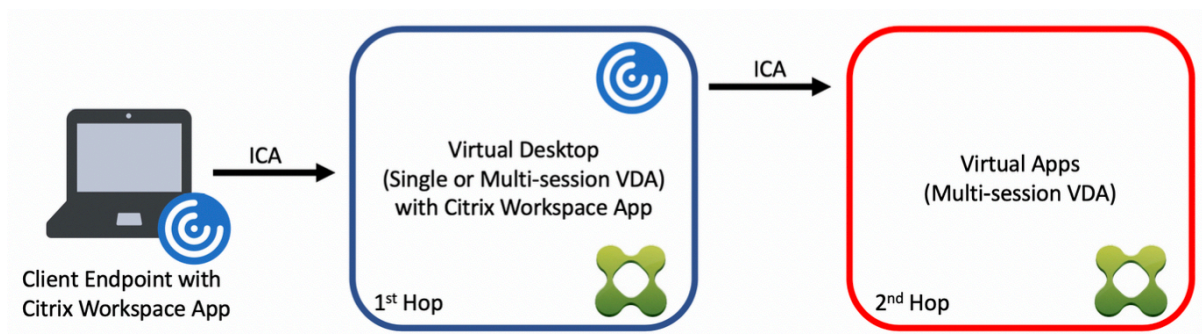 ICA
Client Endpoint with
Citrix Workspace App
Virtual Desktop
(Single or Multi-session VDA)
with Citrix Workspace App
1st Hop
ICA
Virtual Apps
(Multi-session VDA)
2nd Hop